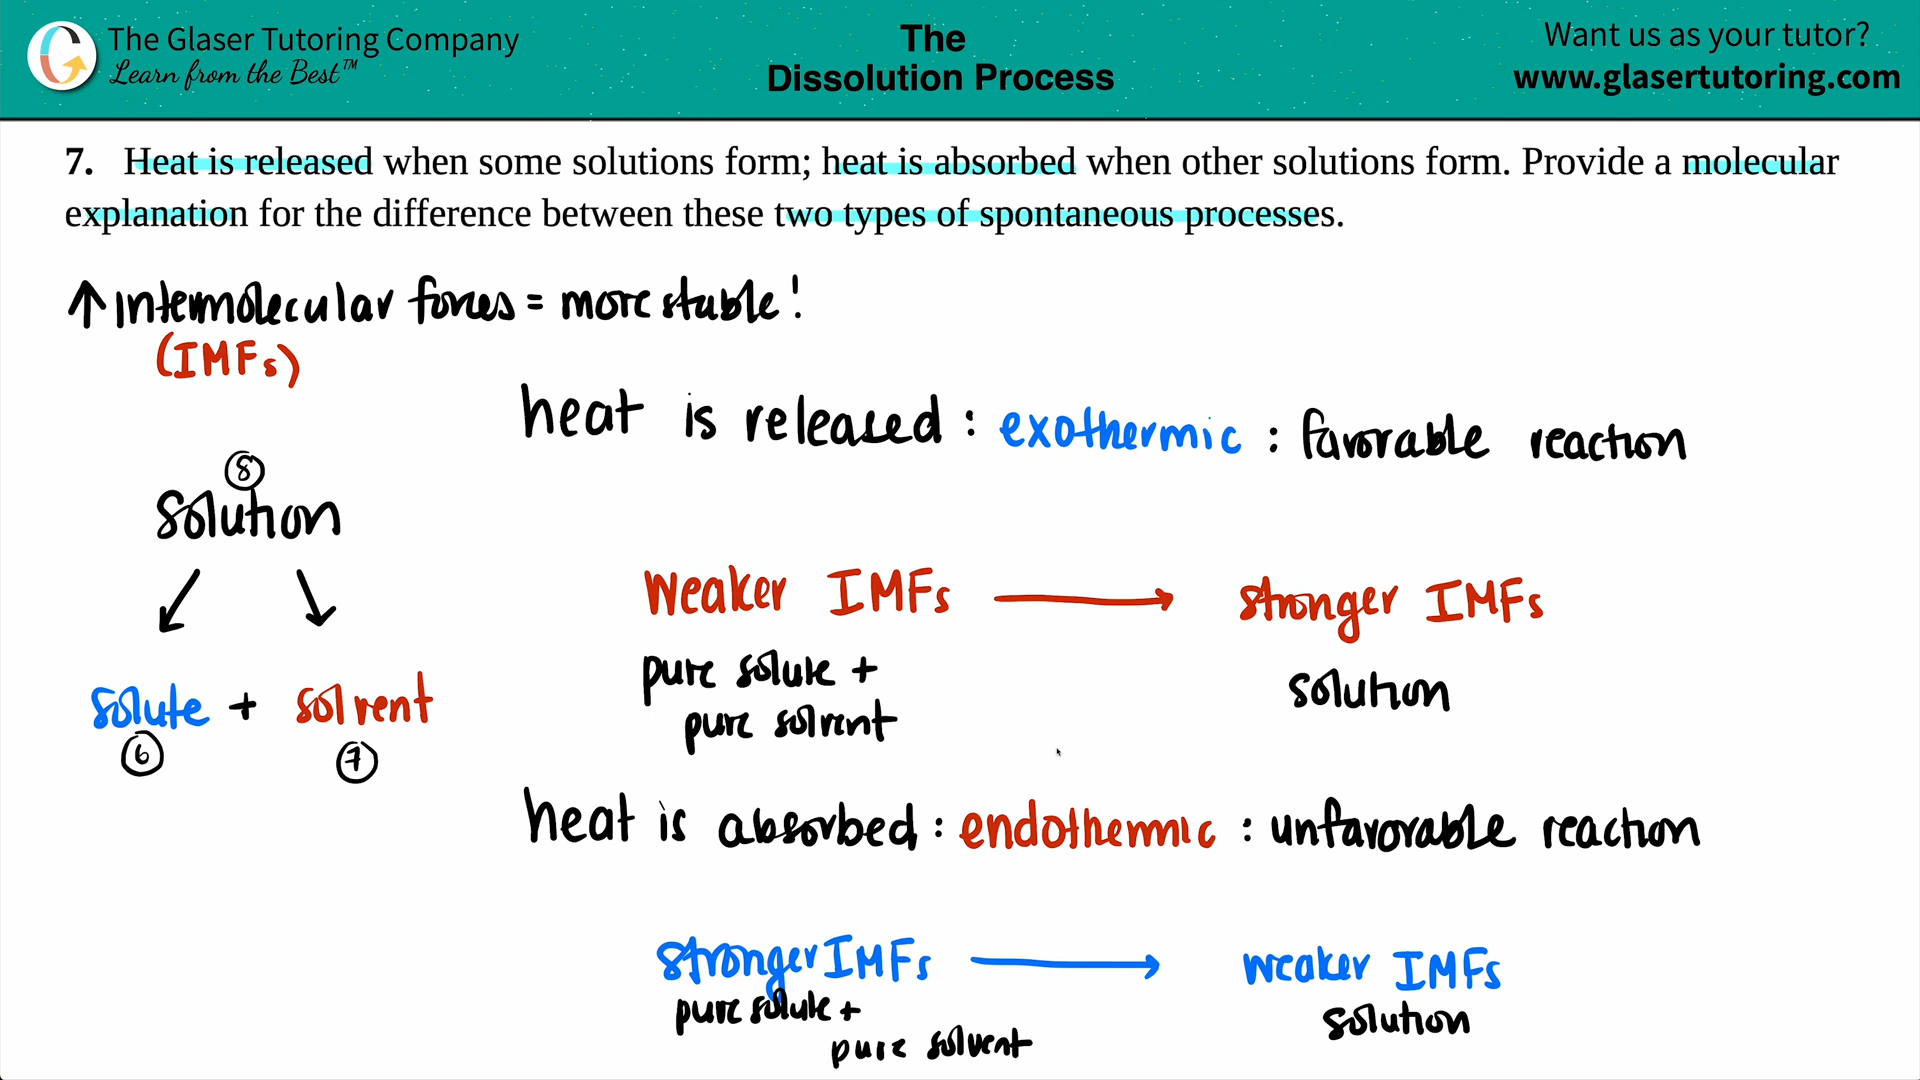 The Glaser Tutoring Company
Learn from the Best™
The
Dissolution Process
Want us as your tutor?
www.glasertutoring.com
7. Heat is released when some solutions form; heat is absorbed when other solutions form. Provide a molecular
explanation for the difference between these two types of spontaneous processes.
↑ intermolecular forces = more stable!
(IMFs)
heat is released : exothermic : favorable reaction
8
solution
weaker IMFs → stronger IMFs
pure solute +
pure solvent
solution
solute + solvent
6
7
heat is absorbed : endothermic : unfavorable reaction
stronger IMFs → weaker IMFs
pure solute +
pure solvent
solution